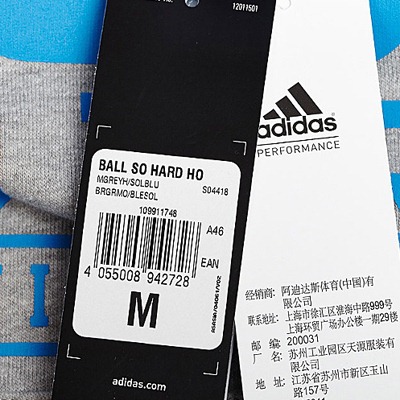 12011501
BALL SO HARD HO
MGREYH/SOLBLU S04418
BRGRMO/BLESOL
109911748
A46
EAN
4 055008 942728
M
adidas.com
adidas
PERFORMANCE
经销商: 阿迪达斯体育(中国)有
限公司
联系地址: 上海市徐汇区淮海中路999号
上海环贸广场办公楼一期29层
邮 编: 200031
厂 名: 苏州工业园区天源服装有
限公司
地 址: 江苏省苏州市新区玉山
路157号